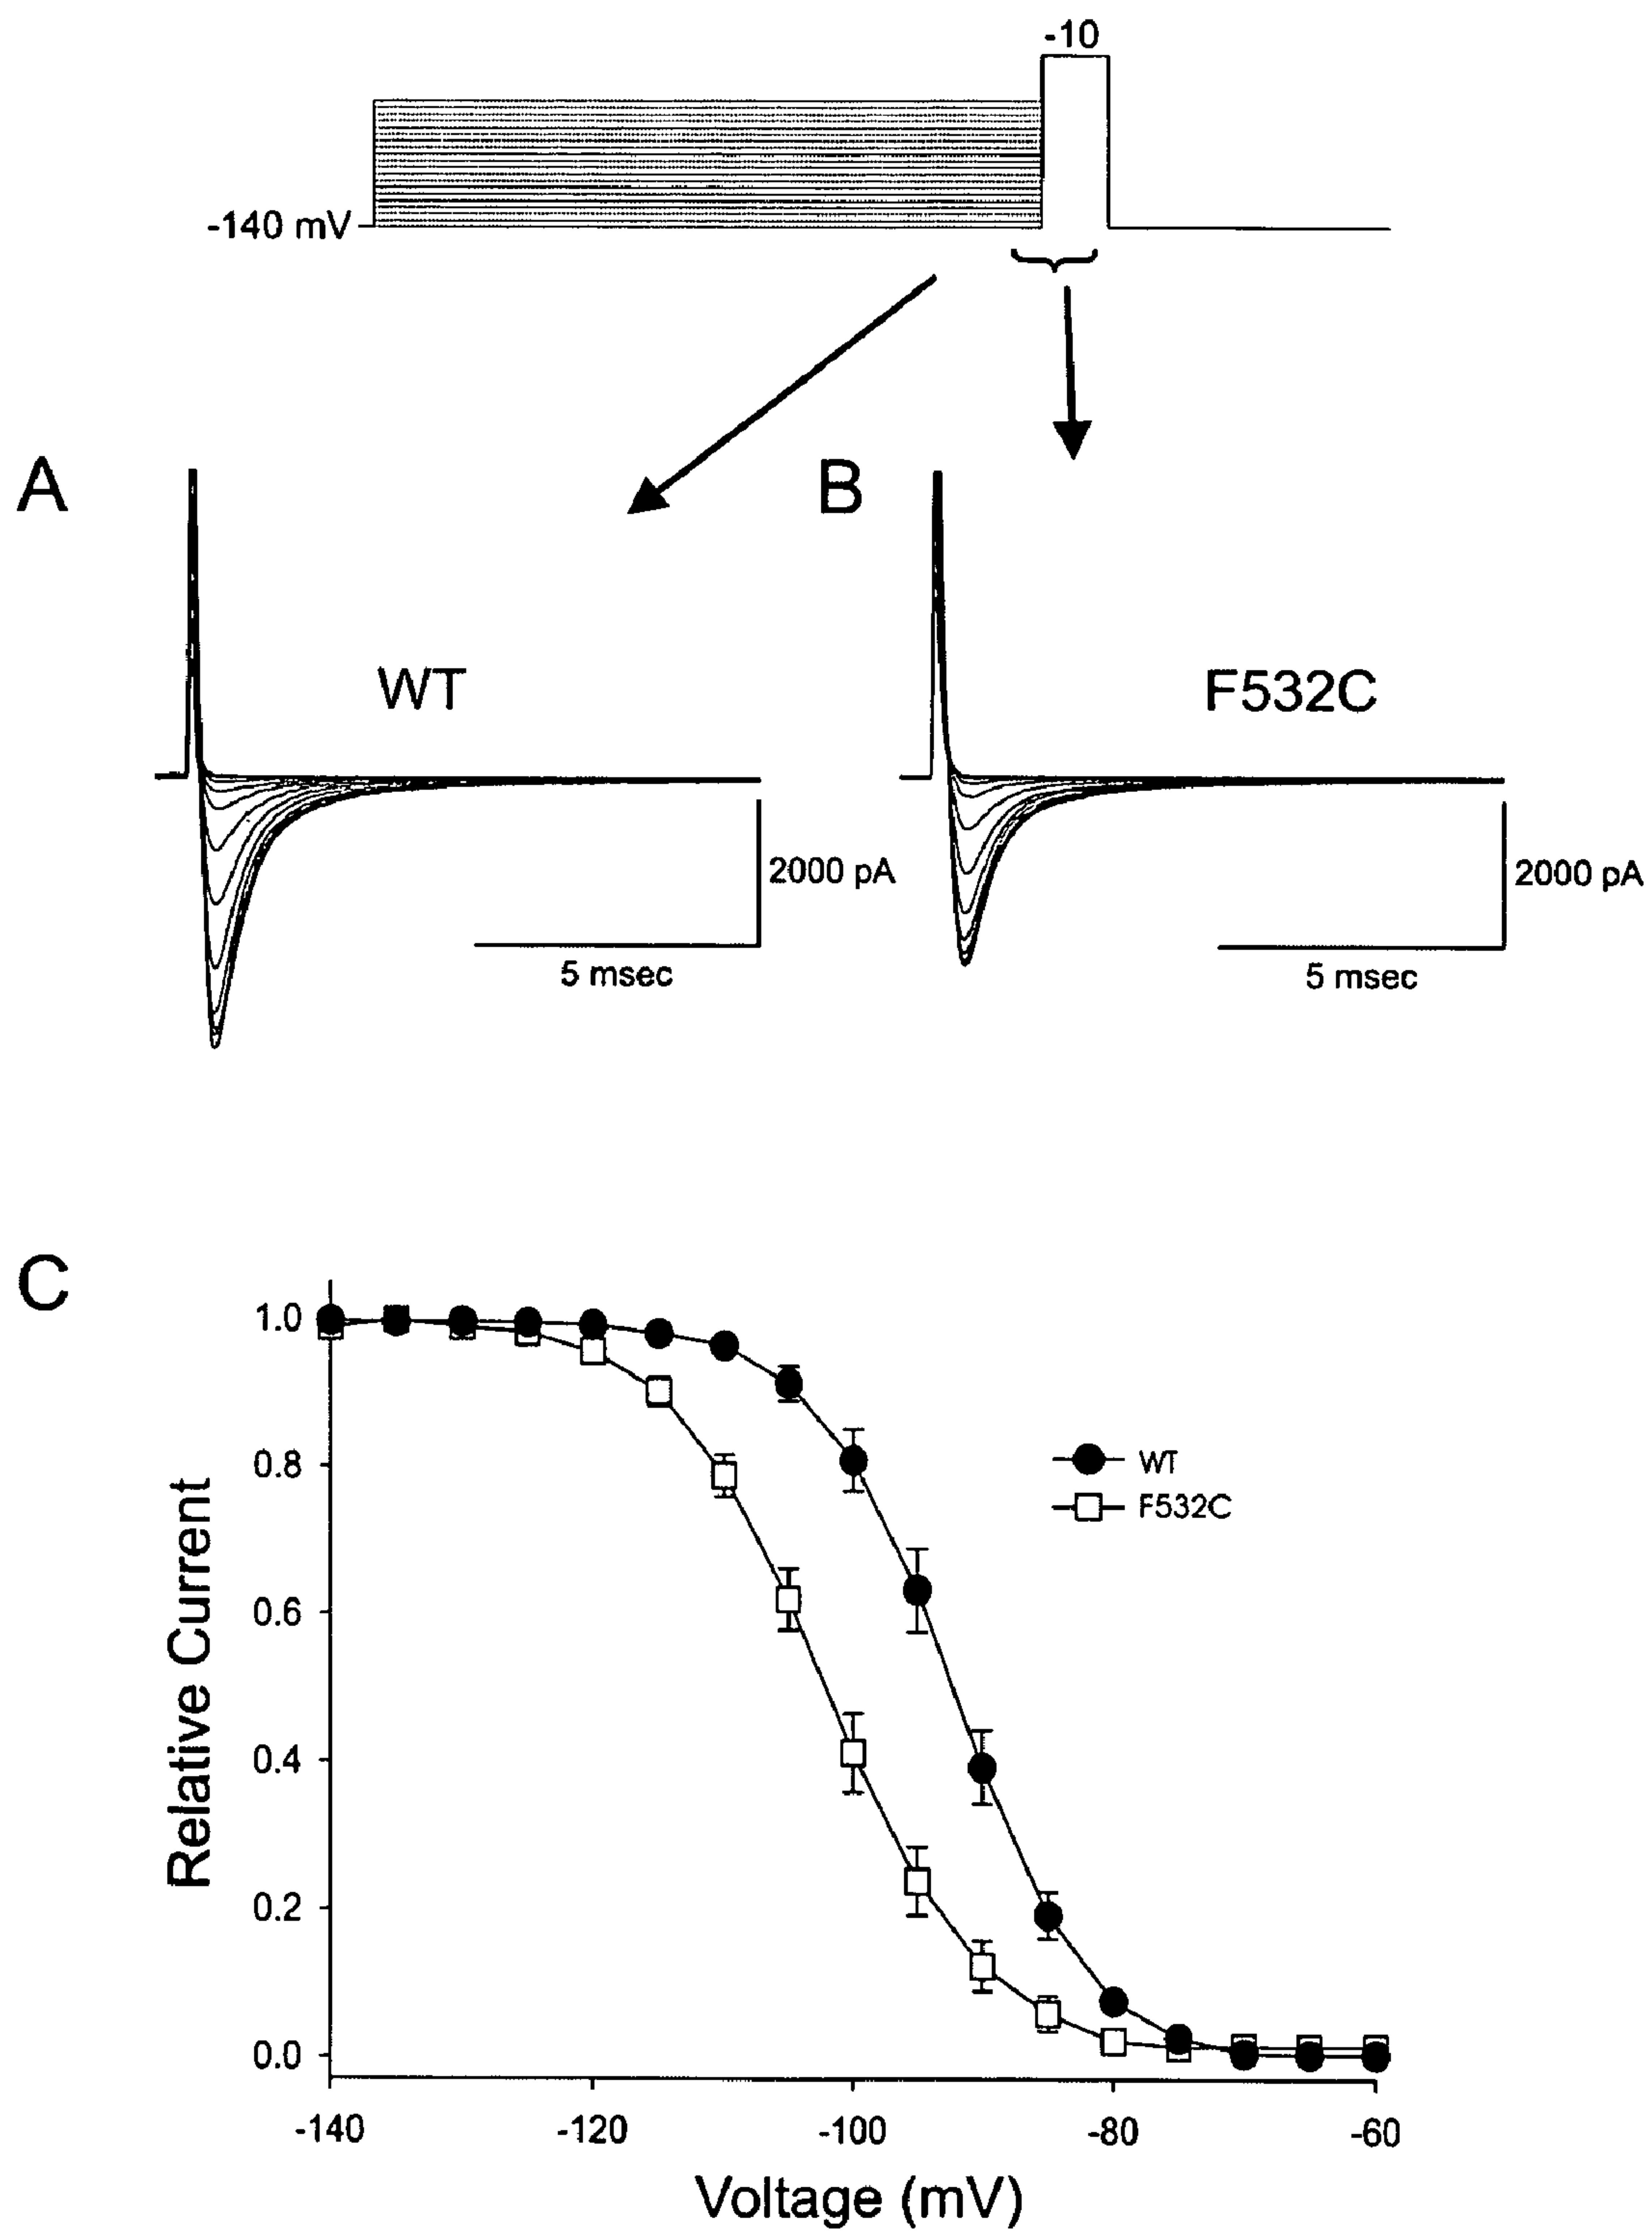 -10
-140 mV
A
B
WT
F532C
2000 pA
2000 pA
5 msec
5 msec
C
1.0
0.8
0.6
0.4
0.2
0.0
Relative Current
WT
F532C
-140
-120
-100
-80
-60
Voltage (mV)